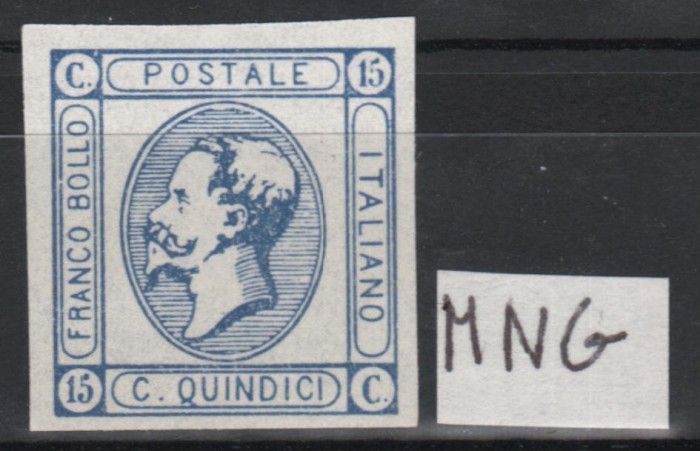 C. POSTALE 15
FRANCO BOLLO
ITALIANO
15 C. QUINDICI C.
MNG